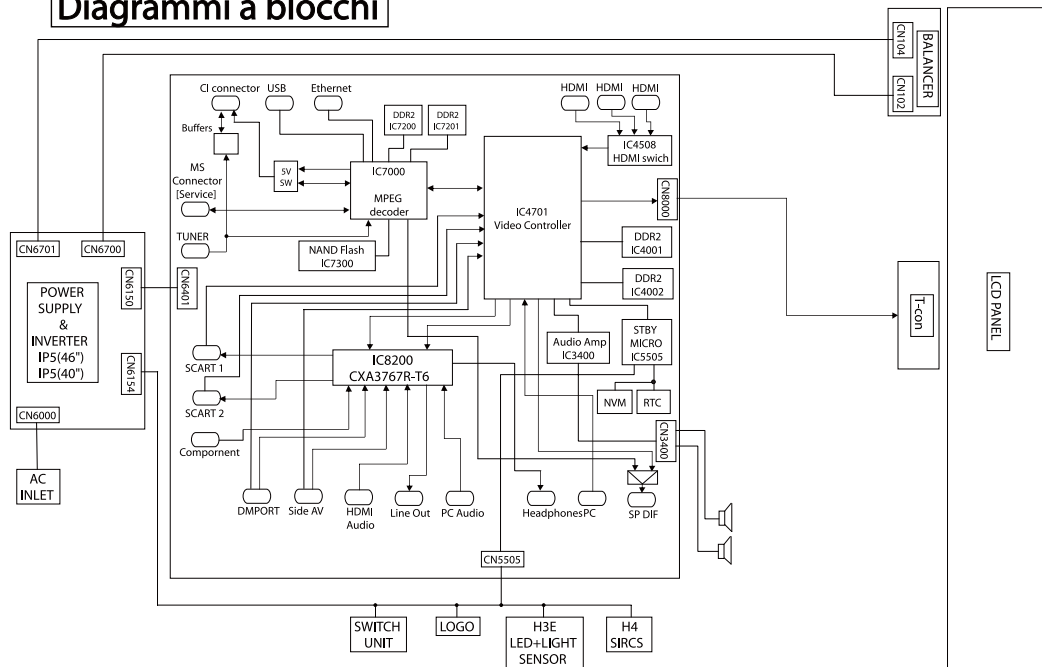 Diagrammi a blocchi
CN104
BALANCER
CN102
CI connector
USB
Ethernet
HDMI
HDMI
HDMI
DDR2
IC7200
DDR2
IC7201
Buffers
IC4508
HDMI swich
MS
Connector
[Service]
5V
SW
IC7000
MPEG
decoder
IC4701
Video Controller
CN8000
TUNER
NAND Flash
IC7300
DDR2
IC4001
CN6701
CN6700
CN6150
CN6401
DDR2
IC4002
POWER
SUPPLY
&
INVERTER
IP5(46")
IP5(40")
T-con
LCD PANEL
SCART 1
IC8200
CXA3767R-T6
Audio Amp
IC3400
STBY
MICRO
IC5505
CN6154
SCART 2
NVM
RTC
CN6000
Compornent
CN3400
AC
INLET
DMPORT
Side AV
HDMI
Audio
Line Out
PC Audio
Headphones
PC
SP DIF
CN5505
SWITCH
UNIT
LOGO
H3E
LED+LIGHT
SENSOR
H4
SIRCS